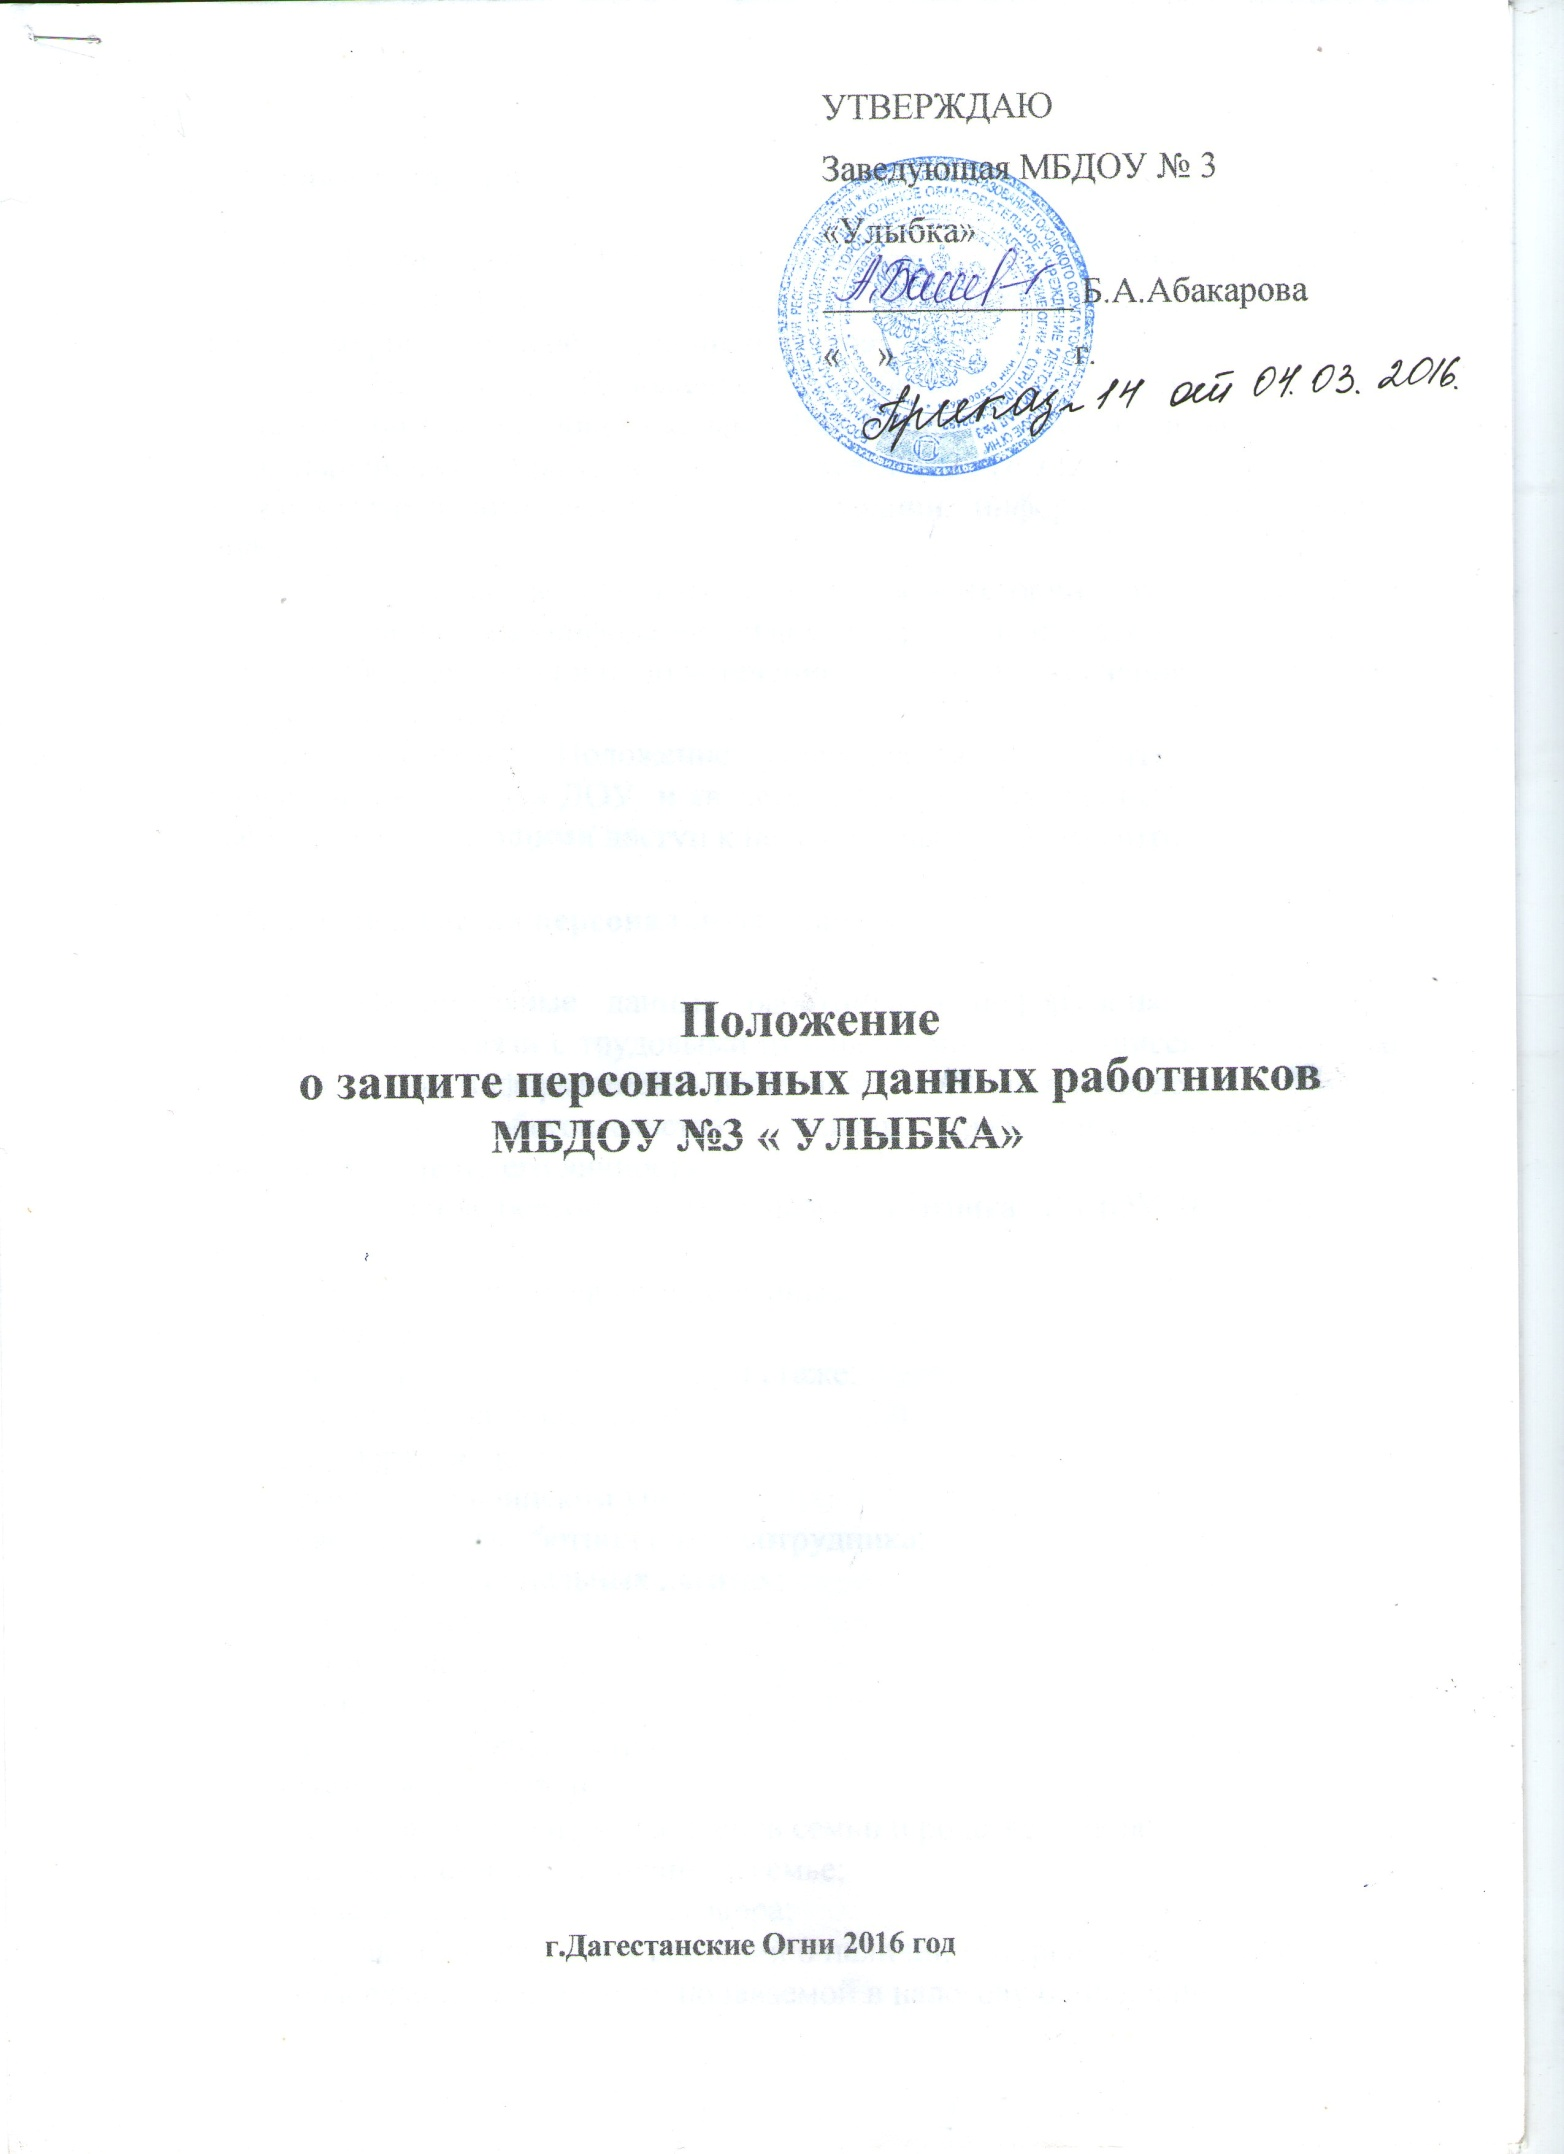 УТВЕРЖДАЮ
Заведующая МБДОУ № 3
«Улыбка»
Б.А.Абакарова
« » г.
Приказ 14 от 04.03.2016.
Положение
о защите персональных данных работников
МБДОУ №3 « УЛЫБКА»
г.Дагестанские Огни 2016 год